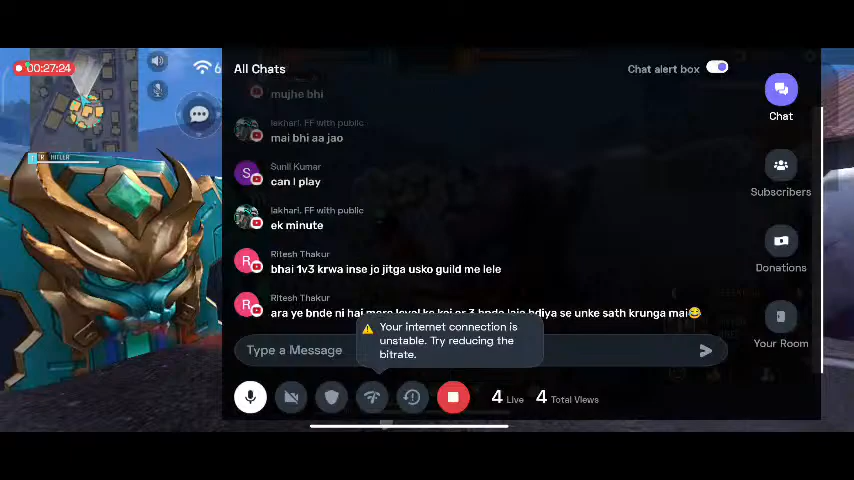 00:27:24
6
All Chats
Chat alert box
mujhe bhi
lakhari. FF with public
mai bhi aa jao
Chat
S
Sunil Kumar
can I play
Subscribers
lakhari. FF with public
ek minute
R
Ritesh Thakur
bhai 1v3 krwa inse jo jitga usko guild me lele
Donations
R
Ritesh Thakur
ara ye bnde ni hai mere level ke koi or 3 bnde laja bdiya se unke sath krunga mai😂
Your internet connection is
unstable. Try reducing the
bitrate.
Type a Message
Your Room
4 Live 4 Total Views
HITLER